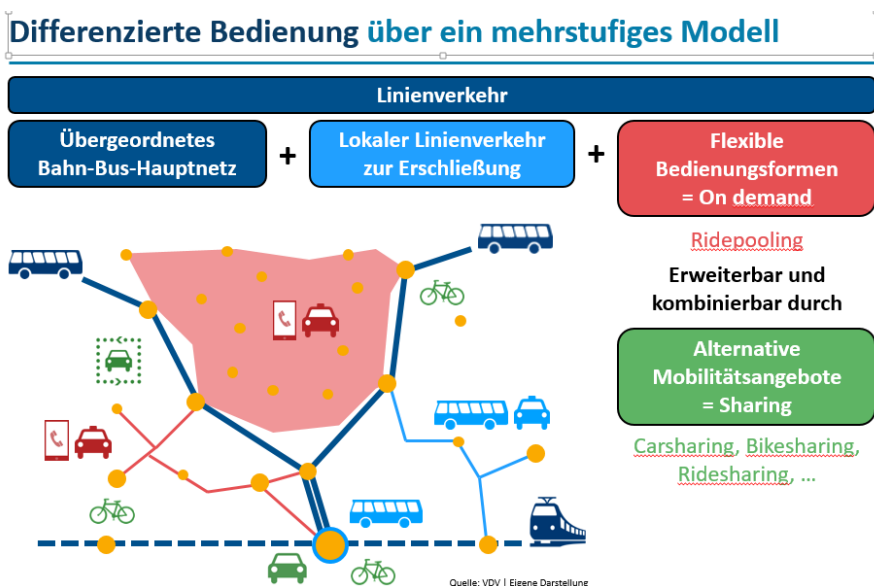 Differenzierte Bedienung über ein mehrstufiges Modell
Linienverkehr
Übergeordnetes
Bahn-Bus-Hauptnetz
+
Lokaler Linienverkehr
zur Erschließung
+
Flexible
Bedienungsformen
= On demand
Ridepooling
Erweiterbar und
kombinierbar durch
Alternative
Mobilitätsangebote
= Sharing
Carsharing, Bikesharing,
Ridesharing, ...
Quelle: VDV | Eigene Darstellung